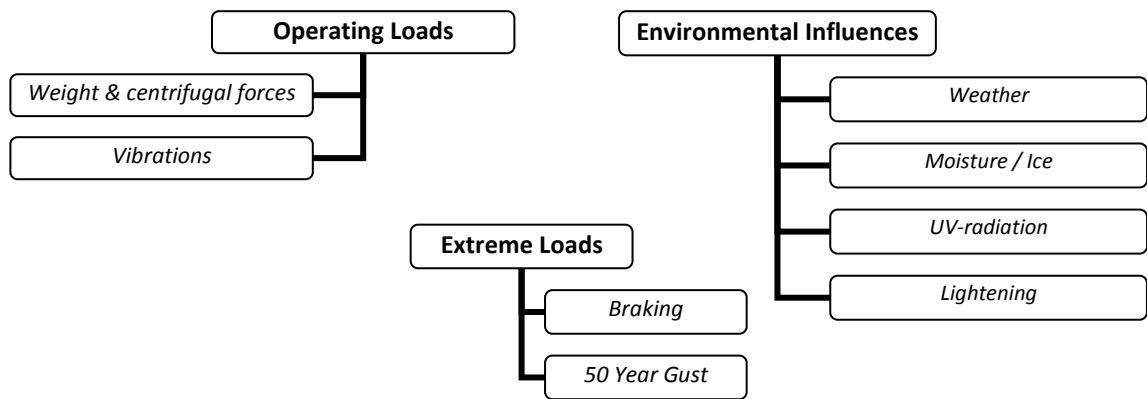 Operating Loads
Weight & centrifugal forces
Vibrations
Environmental Influences
Weather
Moisture / Ice
UV-radiation
Lightening
Extreme Loads
Braking
50 Year Gust